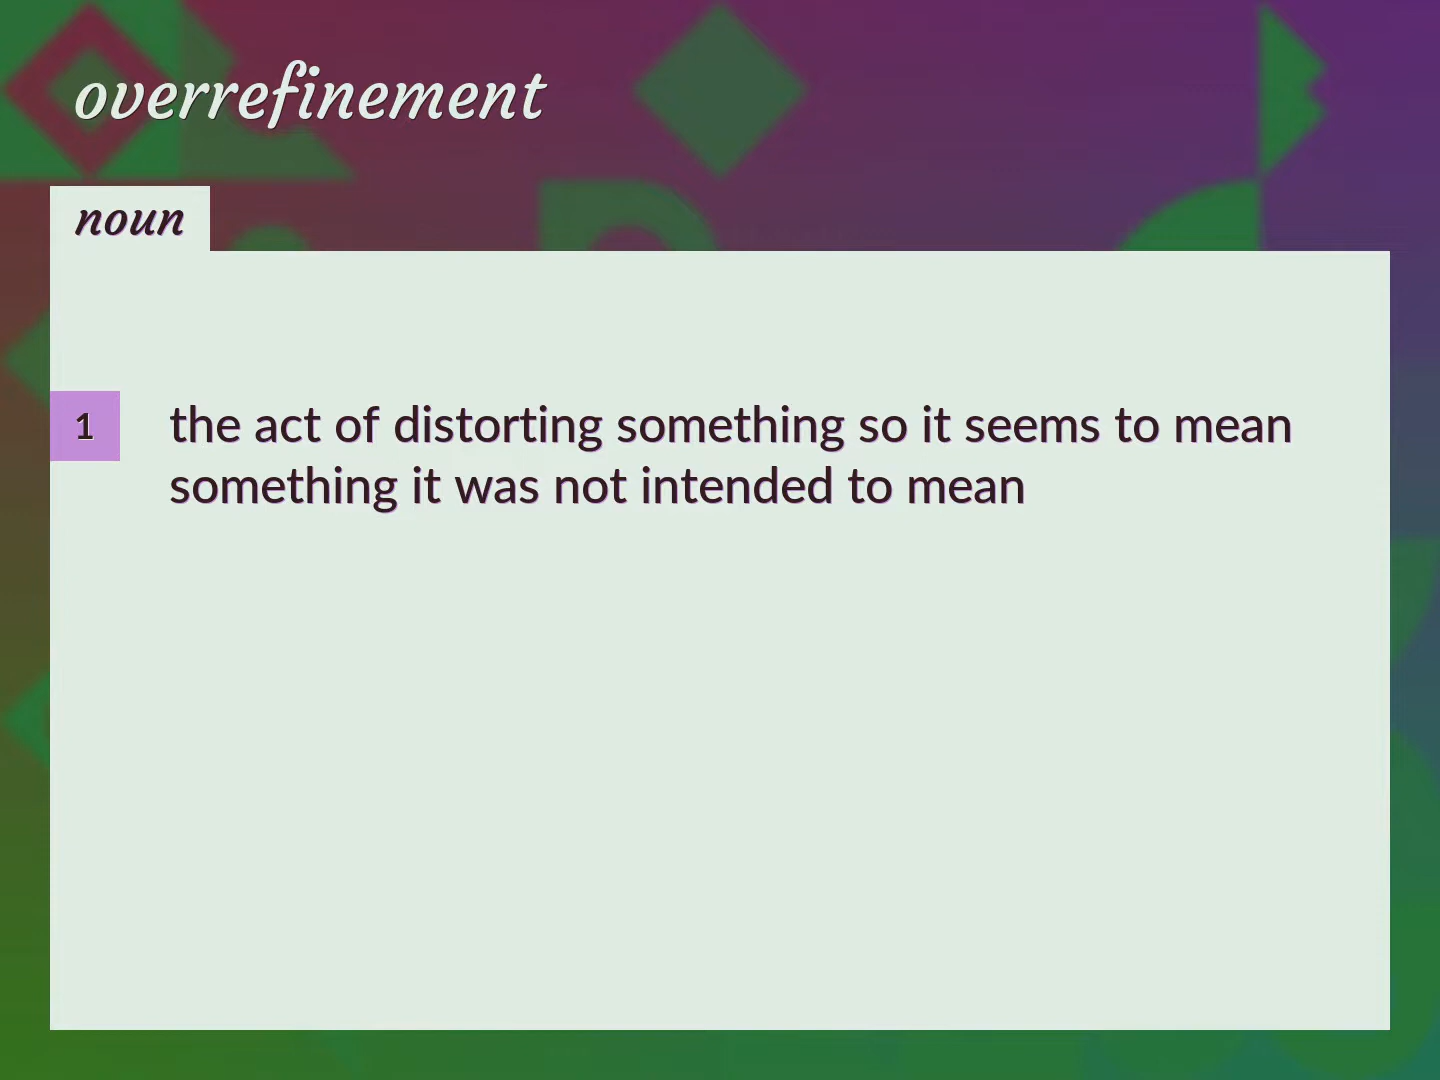 overrefinement
noun
1
the act of distorting something so it seems to mean
something it was not intended to mean